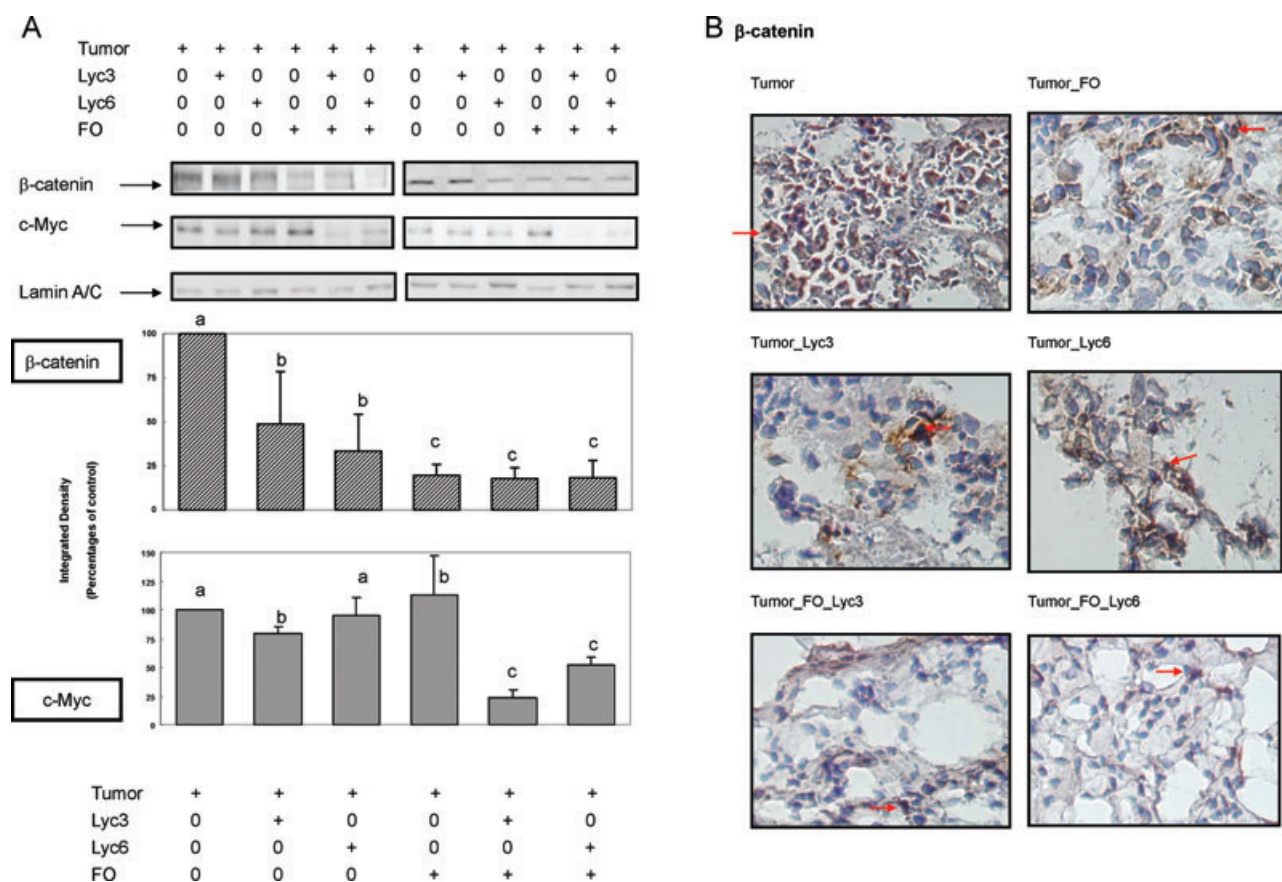 A
Tumor + + + + + + + + + + + +
Lyc3 0 + 0 0 + 0 0 + 0 0 + 0
Lyc6 0 0 + 0 0 + 0 0 + 0 0 +
FO 0 0 0 + + + 0 0 0 + + +
β-catenin
c-Myc
Lamin A/C
β-catenin
Integrated Density
(Percentages of control)
100
75
50
25
0
a b b c c c
c-Myc
150
125
100
75
50
25
0
a b a b c c
Tumor + + + + + +
Lyc3 0 + 0 0 + 0
Lyc6 0 0 + 0 0 +
FO 0 0 0 + + +
B β-catenin
Tumor Tumor_FO
Tumor_Lyc3 Tumor_Lyc6
Tumor_FO_Lyc3 Tumor_FO_Lyc6